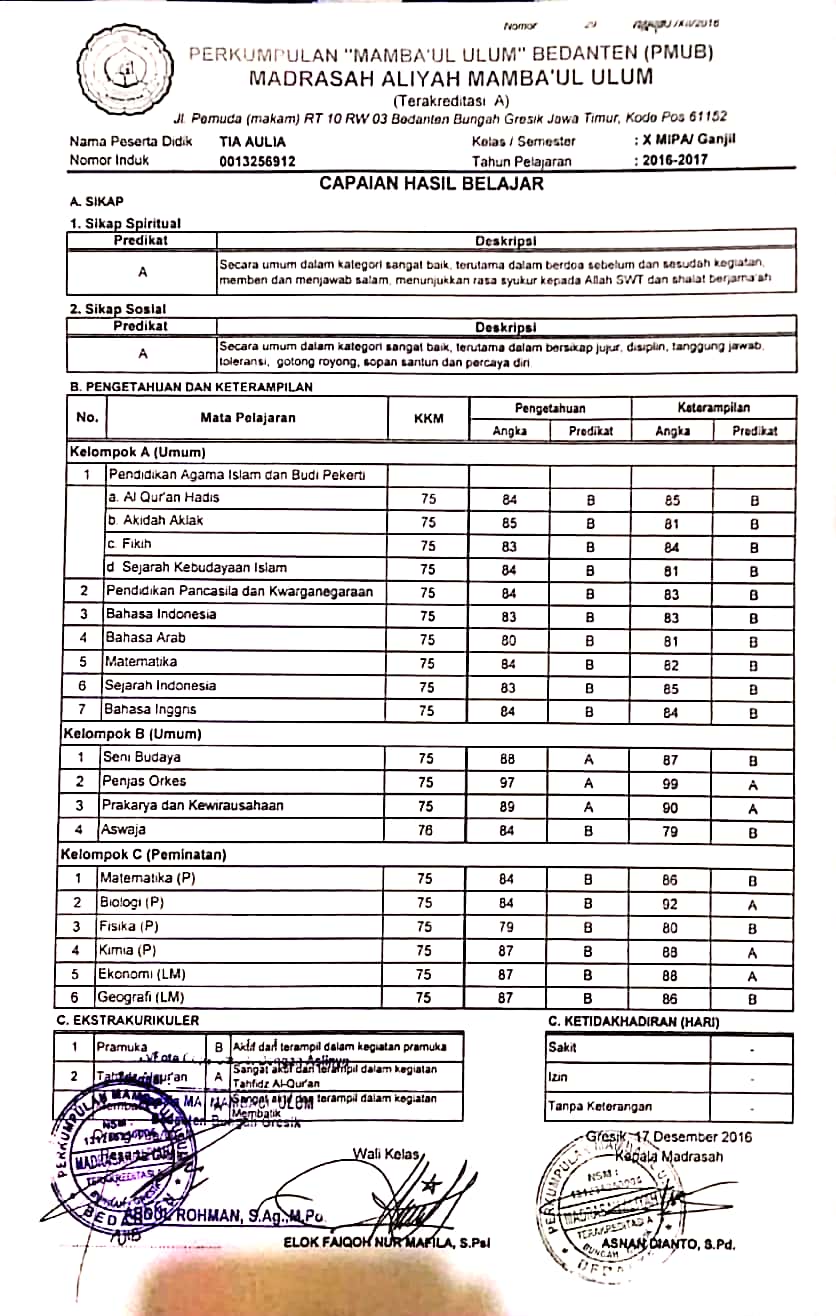 Nomor 29 /XII/2016
PERKUMPULAN "MAMBA'UL ULUM" BEDANTEN (PMUB)
MADRASAH ALIYAH MAMBA'UL ULUM
(Terakreditasi A)
Jl. Pemuda (makam) RT 10 RW 03 Bedanten Bungah Gresik Jawa Timur, Kode Pos 61152
Nama Peserta Didik TIA AULIA Kelas / Semester : X MIPA/ Ganjil
Nomor Induk 0013256912 Tahun Pelajaran : 2016-2017
CAPAIAN HASIL BELAJAR
A. SIKAP
1. Sikap Spiritual
Predikat Deskripsi
A Secara umum dalam kategori sangat baik, terutama dalam berdoa sebelum dan sesudah kegiatan,
memberi dan menjawab salam, menunjukkan rasa syukur kepada Allah SWT dan shalat berjama'ah
2. Sikap Sosial
Predikat Deskripsi
A Secara umum dalam kategori sangat baik, terutama dalam bersikap jujur, disiplin, tanggung jawab,
toleransi, gotong royong, sopan santun dan percaya diri
B. PENGETAHUAN DAN KETERAMPILAN
No. Mata Pelajaran KKM Pengetahuan Keterampilan
Angka Predikat Angka Predikat
Kelompok A (Umum)
1 Pendidikan Agama Islam dan Budi Pekerti
a. Al Qur'an Hadis 75 84 B 85 B
b. Akidah Aklak 75 85 B 81 B
c. Fikih 75 83 B 84 B
d Sejarah Kebudayaan Islam 75 84 B 81 B
2 Pendidikan Pancasila dan Kwarganegaraan 75 84 B 83 B
3 Bahasa Indonesia 75 83 B 83 B
4 Bahasa Arab 75 80 B 81 B
5 Matematika 75 84 B 82 B
6 Sejarah Indonesia 75 83 B 85 B
7 Bahasa Inggris 75 84 B 84 B
Kelompok B (Umum)
1 Seni Budaya 75 88 A 87 B
2 Penjas Orkes 75 97 A 99 A
3 Prakarya dan Kewirausahaan 75 89 A 90 A
4 Aswaja 76 84 B 79 B
Kelompok C (Peminatan)
1 Matematika (P) 75 84 B 86 B
2 Biologi (P) 75 84 B 92 A
3 Fisika (P) 75 79 B 80 B
4 Kimia (P) 75 87 B 88 A
5 Ekonomi (LM) 75 87 B 88 A
6 Geografi (LM) 75 87 B 86 B
C. EKSTRAKURIKULER C. KETIDAKHADIRAN (HARI)
1 Pramuka B Aktif dan terampil dalam kegiatan pramuka Sakit -
2 Tahfidz Al-Qur'an A Sangat aktif dan terampil dalam kegiatan
Tahfidz Al-Qur'an Izin -
A Sangat aktif dan terampil dalam kegiatan
Membatik Tanpa Keterangan -
Gresik, 17 Desember 2016
Wali Kelas Kepala Madrasah
PERKUMPULAN MAMBA'UL ULUM
NSM :
TERAKREDITASI A
BUNGAH GRESIK
BEDANTEN
ABDUL ROHMAN, S.Ag.,M.Pd.
ELOK FAIQOH NUR MAFILA, S.Psi
NSM :
TERAKREDITASI A
BUNGAH
ASNAN DIANTO, S.Pd.